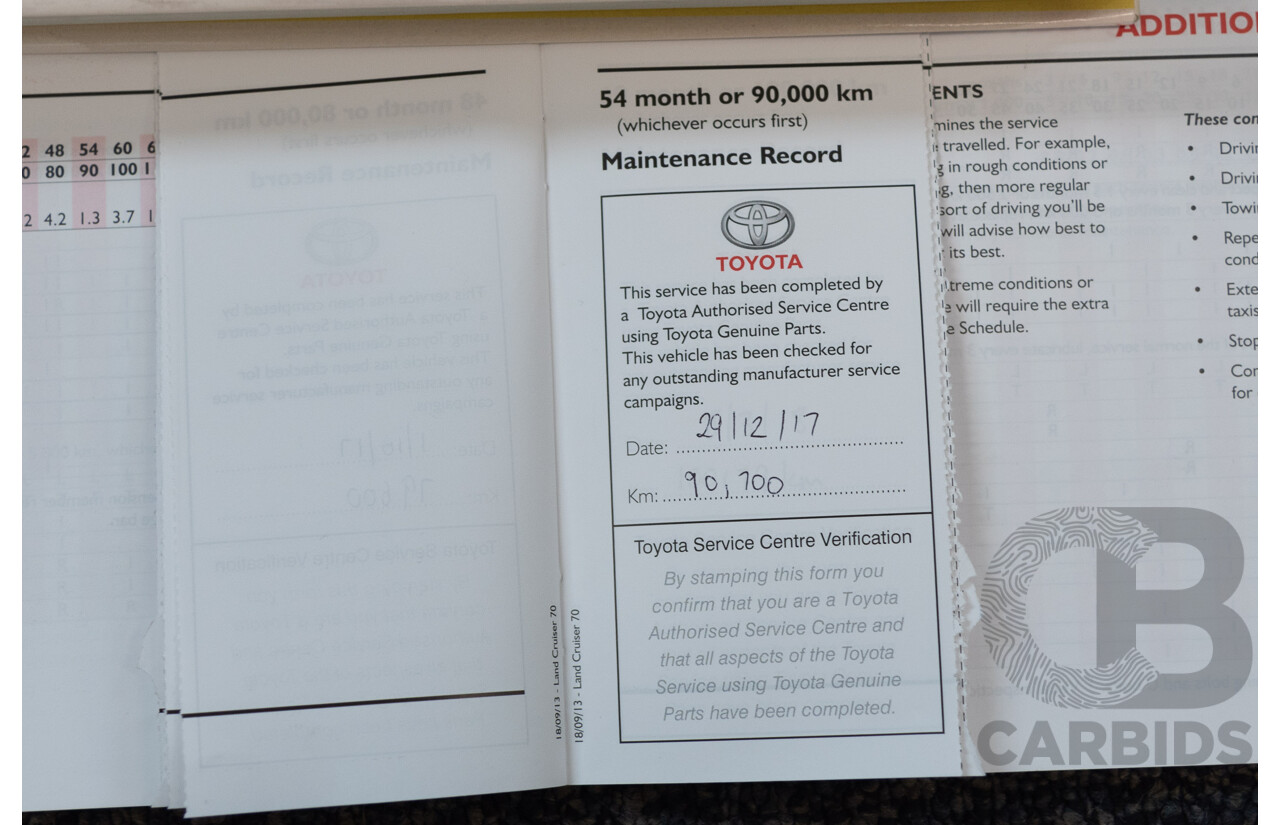 ADDITIO
48 54 60 6
80 90 100 1
2 4.2 1.3 3.7 1
54 month or 90,000 km
(whichever occurs first)
Maintenance Record
TOYOTA
This service has been completed by
a Toyota Authorised Service Centre
using Toyota Genuine Parts.
This vehicle has been checked for
any outstanding manufacturer service
campaigns.
Date: 29/12/17
Km: 90,700
Toyota Service Centre Verification
By stamping this form you
confirm that you are a Toyota
Authorised Service Centre and
that all aspects of the Toyota
Service using Toyota Genuine
Parts have been completed.
18/09/13 - Land Cruiser 70
18/09/13 - Land Cruiser 70
ENTS
mines the service
travelled. For example,
in rough conditions or
, then more regular
sort of driving you'll be
will advise how best to
its best.
treme conditions or
will require the extra
e Schedule.
These con
• Drivi
• Drivi
• Towi
• Repe
cond
• Exte
taxis
• Stop
• Con
for
CB
CARBIDS